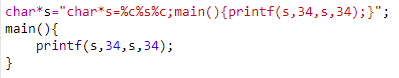 char*s="char*s=%c%s%c;main(){printf(s,34,s,34);}";
main(){
    printf(s,34,s,34);
}